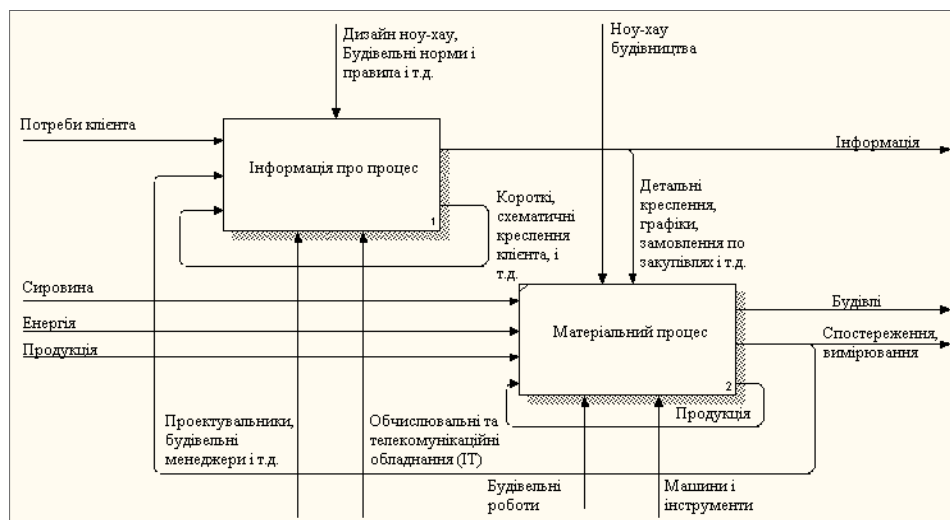 Дизайн ноу-хау,
Будівельні норми і
правила і т.д.
Ноу-хау
будівництва
Потреби клієнта
Інформація про процес
1
Інформація
Короткі,
схематичні
креслення
клієнта, і
т.д.
Детальні
креслення,
графіки,
замовлення по
закупівлях і т.д.
Сировина
Енергія
Продукція
Матеріальний процес
2
Будівлі
Спостереження,
вимірювання
Продукція
Проектувальники,
будівельні
менеджери і т.д.
Обчислювальні та
телекомунікаційні
обладнання (ІТ)
Будівельні
роботи
Машини і
інструменти